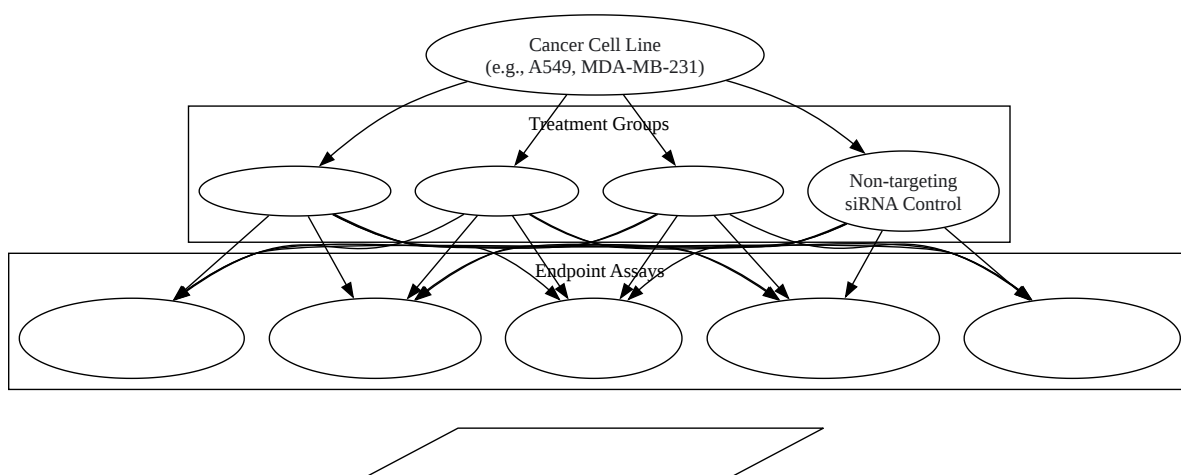 Cancer Cell Line
(e.g., A549, MDA-MB-231)
Treatment Groups
Non-targeting
siRNA Control
Endpoint Assays